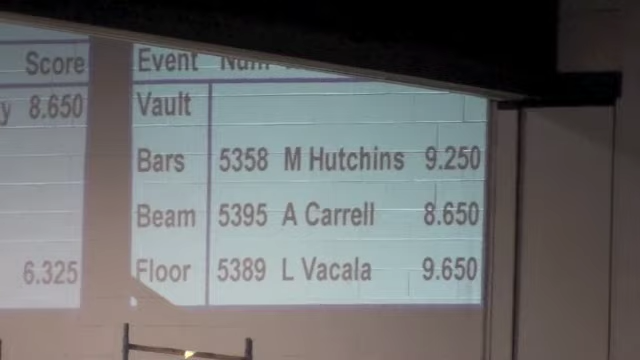 Score
y 8.650
6.325
Event Num
Vault
Bars 5358 M Hutchins 9.250
Beam 5395 A Carrell 8.650
Floor 5389 L Vacala 9.650